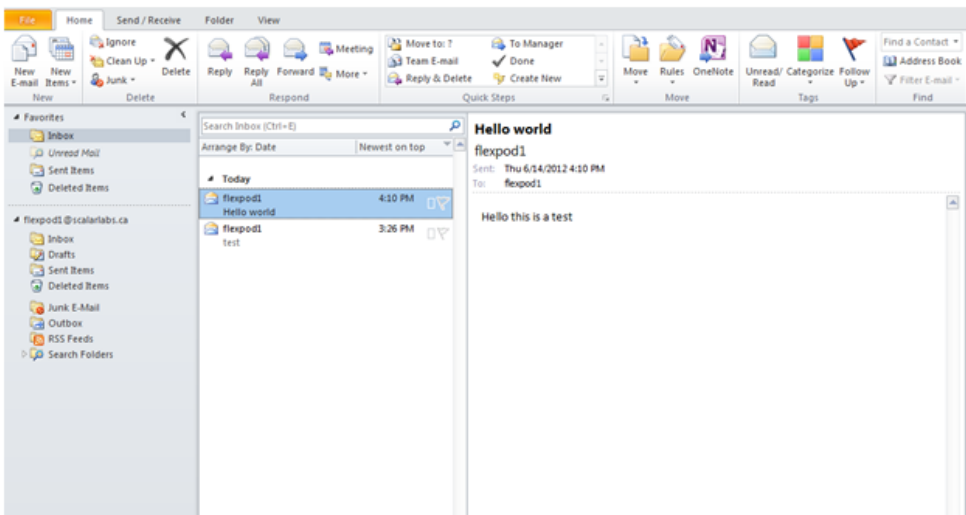 File Home Send / Receive Folder View
New E-mail
New Items
Ignore
Clean Up
Junk
Delete
Reply
Reply All
Forward
Meeting
More
Move to: ?
Team E-mail
Reply & Delete
To Manager
Done
Create New
Move
Rules
OneNote
Unread/ Read
Categorize
Follow Up
Find a Contact
Address Book
Filter E-mail
New Delete Respond Quick Steps Move Tags Find
Favorites
Inbox
Unread Mail
Sent Items
Deleted Items
flexpod1@scalarlabs.ca
Inbox
Drafts
Sent Items
Deleted Items
Junk E-Mail
Outbox
RSS Feeds
Search Folders
Search Inbox (Ctrl+E)
Arrange By: Date Newest on top
Today
flexpod1 4:10 PM
Hello world
flexpod1 3:26 PM
test
Hello world
flexpod1
Sent: Thu 6/14/2012 4:10 PM
To: flexpod1
Hello this is a test